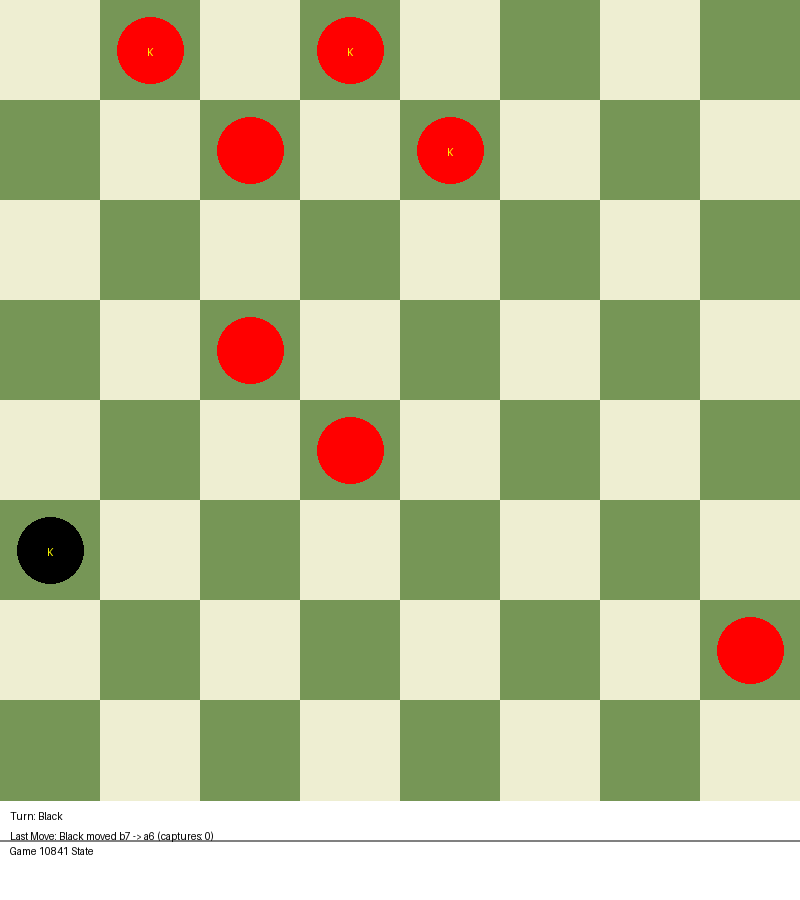 K K
K
K
Turn: Black
Last Move: Black moved b7 -> a6 (captures: 0)
Game 10841 State